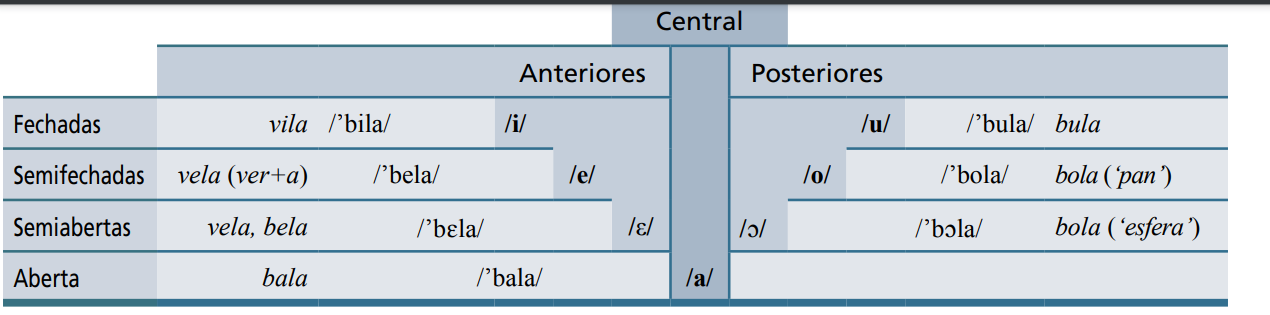 Central
Anteriores Posteriores
Fechadas vila /’bila/ /i/ /u/ /’bula/ bula
Semifechadas vela (ver+a) /’bela/ /e/ /o/ /’bola/ bola (‘pan’)
Semiabertas vela, bela /’bɛla/ /ɛ/ /ɔ/ /’bɔla/ bola (‘esfera’)
Aberta bala /’bala/ /a/